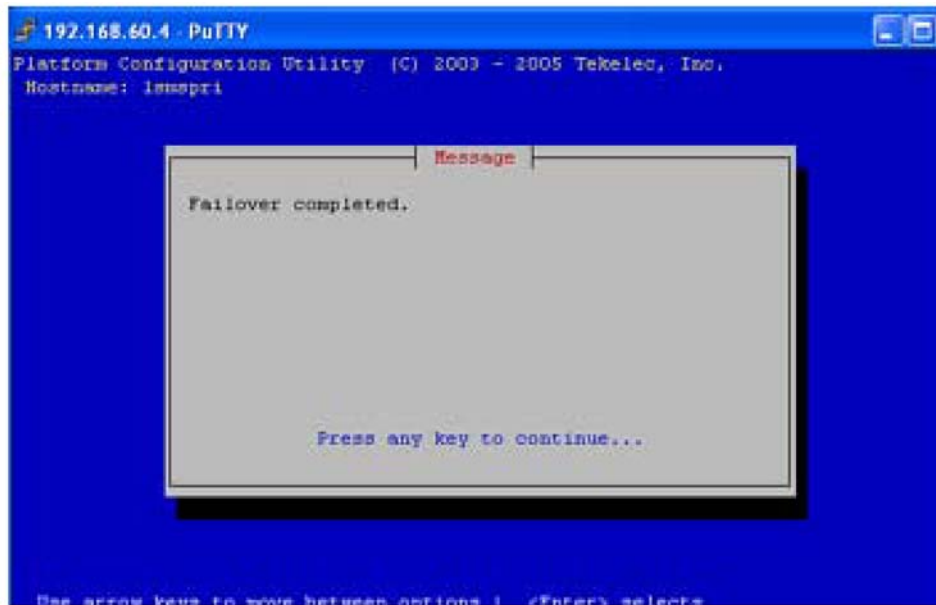 192.168.60.4 - PuTTY
Platform Configuration Utility (C) 2003 - 2005 Tekelec, Inc.
Hostname: lsmspri
Message
Failover completed.
Press any key to continue...
Use arrow keys to move between options | <Enter> selects